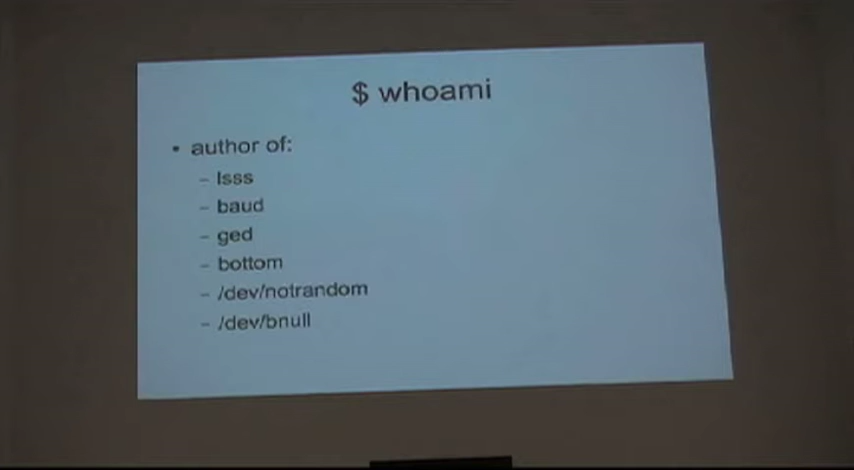 $ whoami
• author of:
– lsss
– baud
– ged
– bottom
– /dev/notrandom
– /dev/bnull